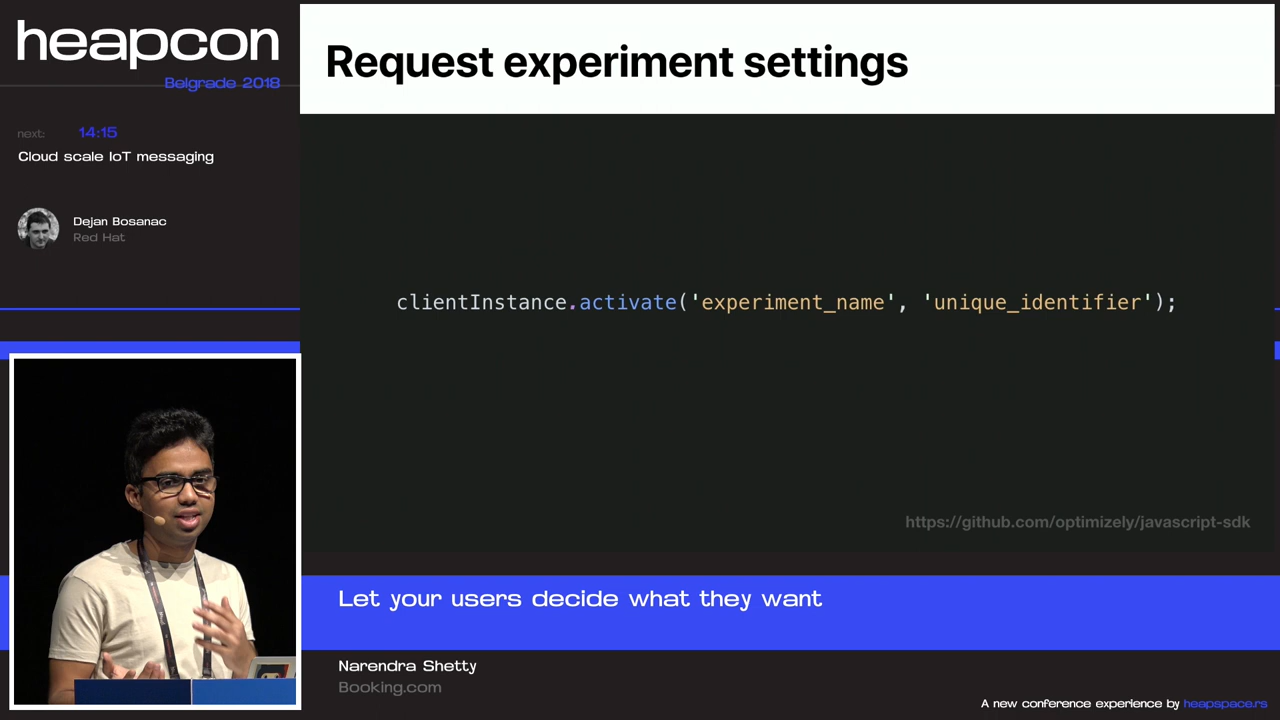 heapcon
Belgrade 2018
next: 14:15
Cloud scale IoT messaging
Dejan Bosanac
Red Hat
Request experiment settings
clientInstance.activate('experiment_name', 'unique_identifier');
https://github.com/optimizely/javascript-sdk
Let your users decide what they want
Narendra Shetty
Booking.com
A new conference experience by heapspace.rs